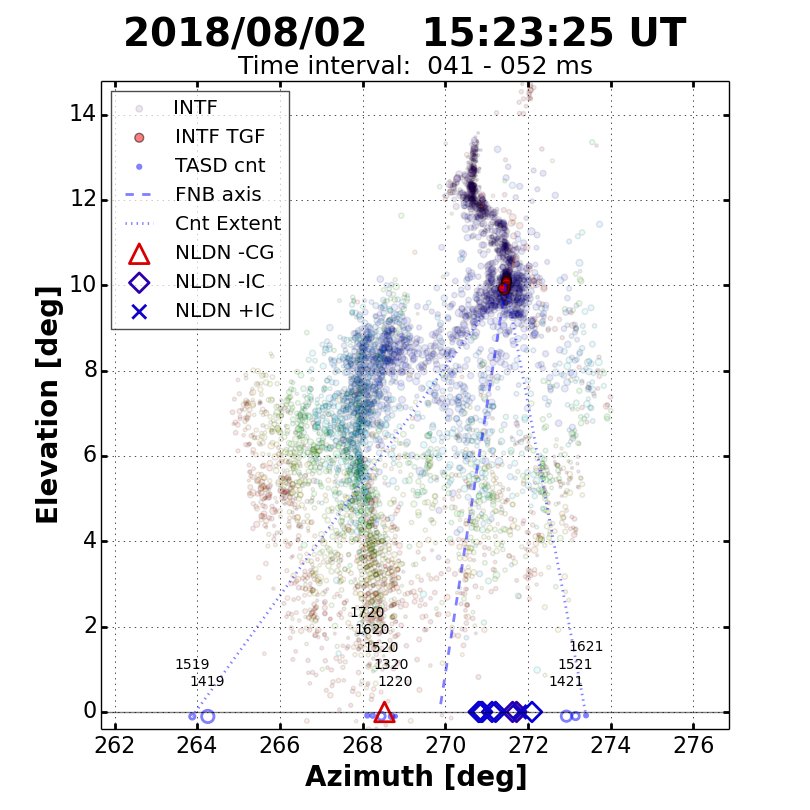 2018/08/02 15:23:25 UT
Time interval: 041 - 052 ms
INTF
INTF TGF
TASD cnt
FNB axis
Cnt Extent
NLDN -CG
NLDN -IC
NLDN +IC
14
12
10
8
6
4
2
0
Elevation [deg]
1720
1620
1520
1320
1220
1519
1419
1621
1521
1421
262 264 266 268 270 272 274 276
Azimuth [deg]